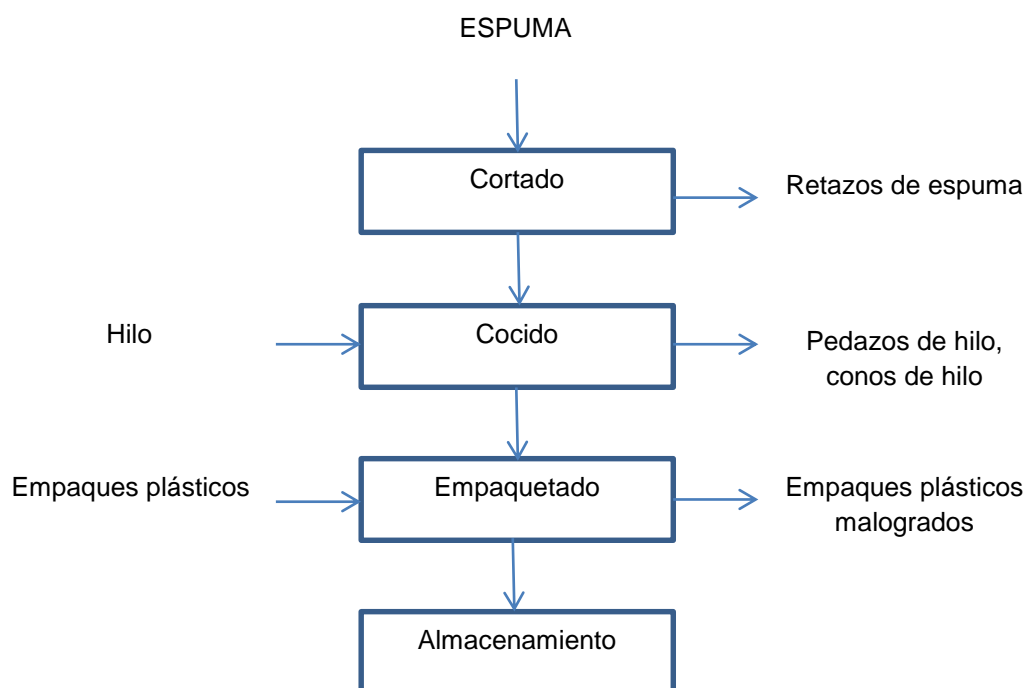 ESPUMA
Cortado
Retazos de espuma
Hilo
Cocido
Pedazos de hilo,
conos de hilo
Empaques plásticos
Empaquetado
Empaques plásticos
malogrados
Almacenamiento